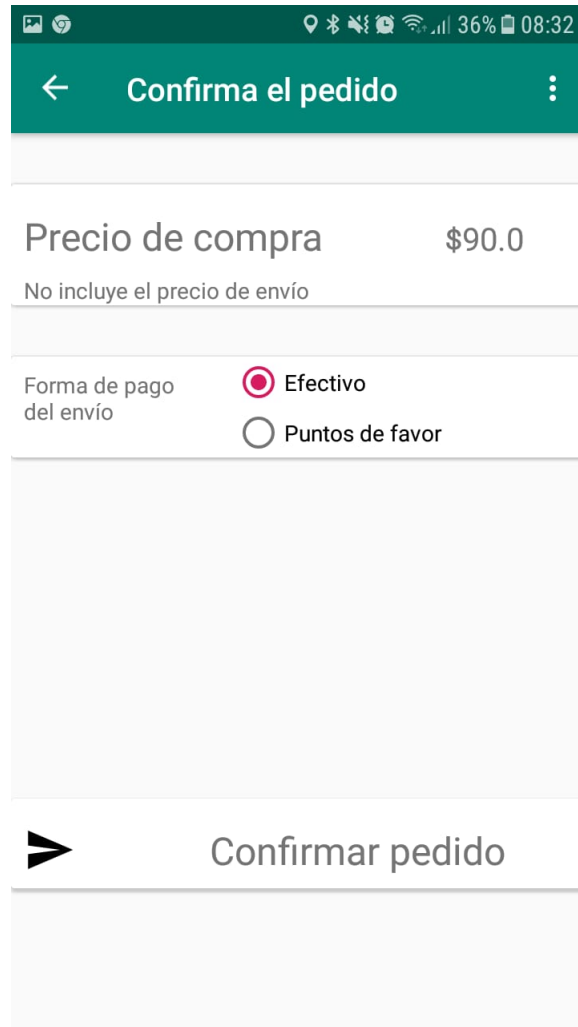 36% 08:32
Confirma el pedido
Precio de compra $90.0
No incluye el precio de envío
Forma de pago
del envío
Efectivo
Puntos de favor
Confirmar pedido